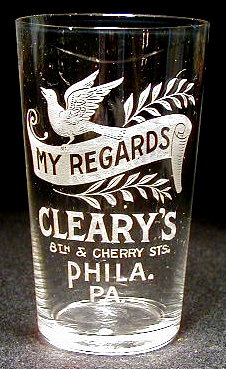 MY REGARDS
CLEARY'S
8TH & CHERRY STS.
PHILA.
PA.